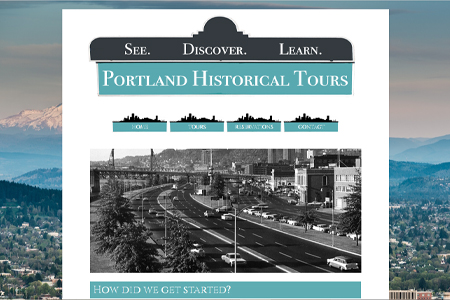 See. Discover. Learn.
Portland Historical Tours
Home Tours Reservations Contact
How did we get started?